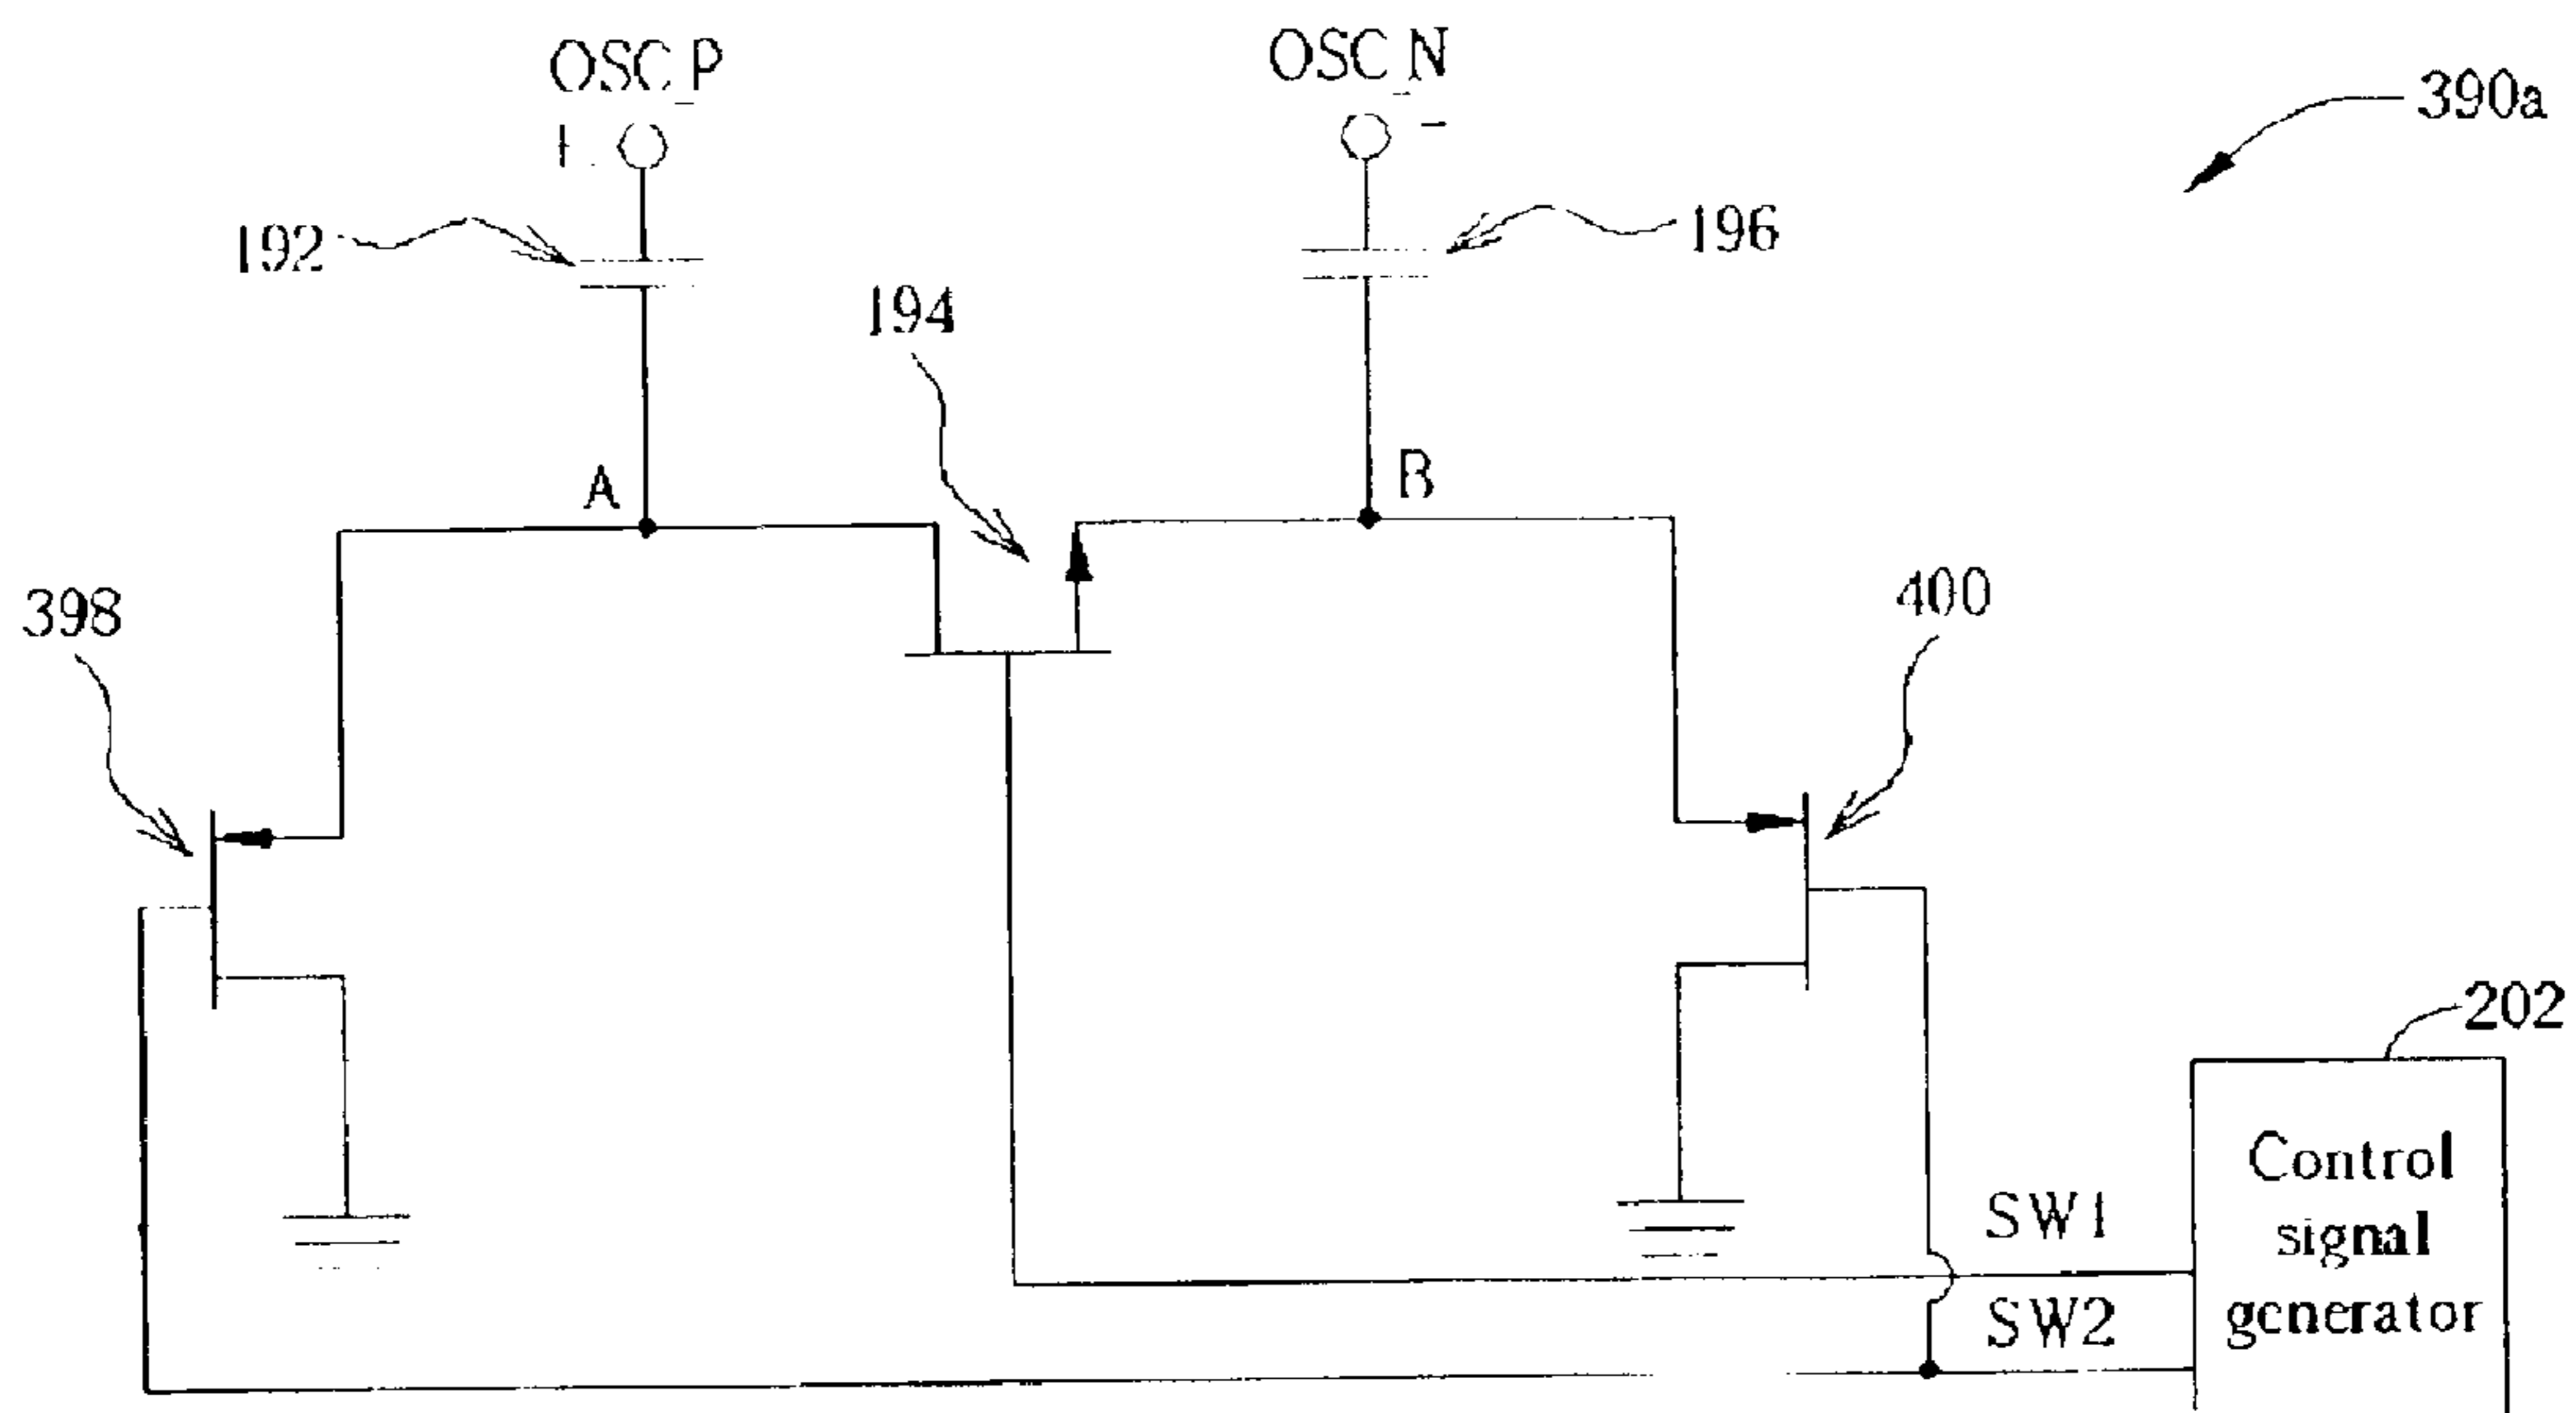 OSC_P
OSC_N
390a
+
-
192
196
194
A
B
398
400
202
Control
signal
generator
SW1
SW2